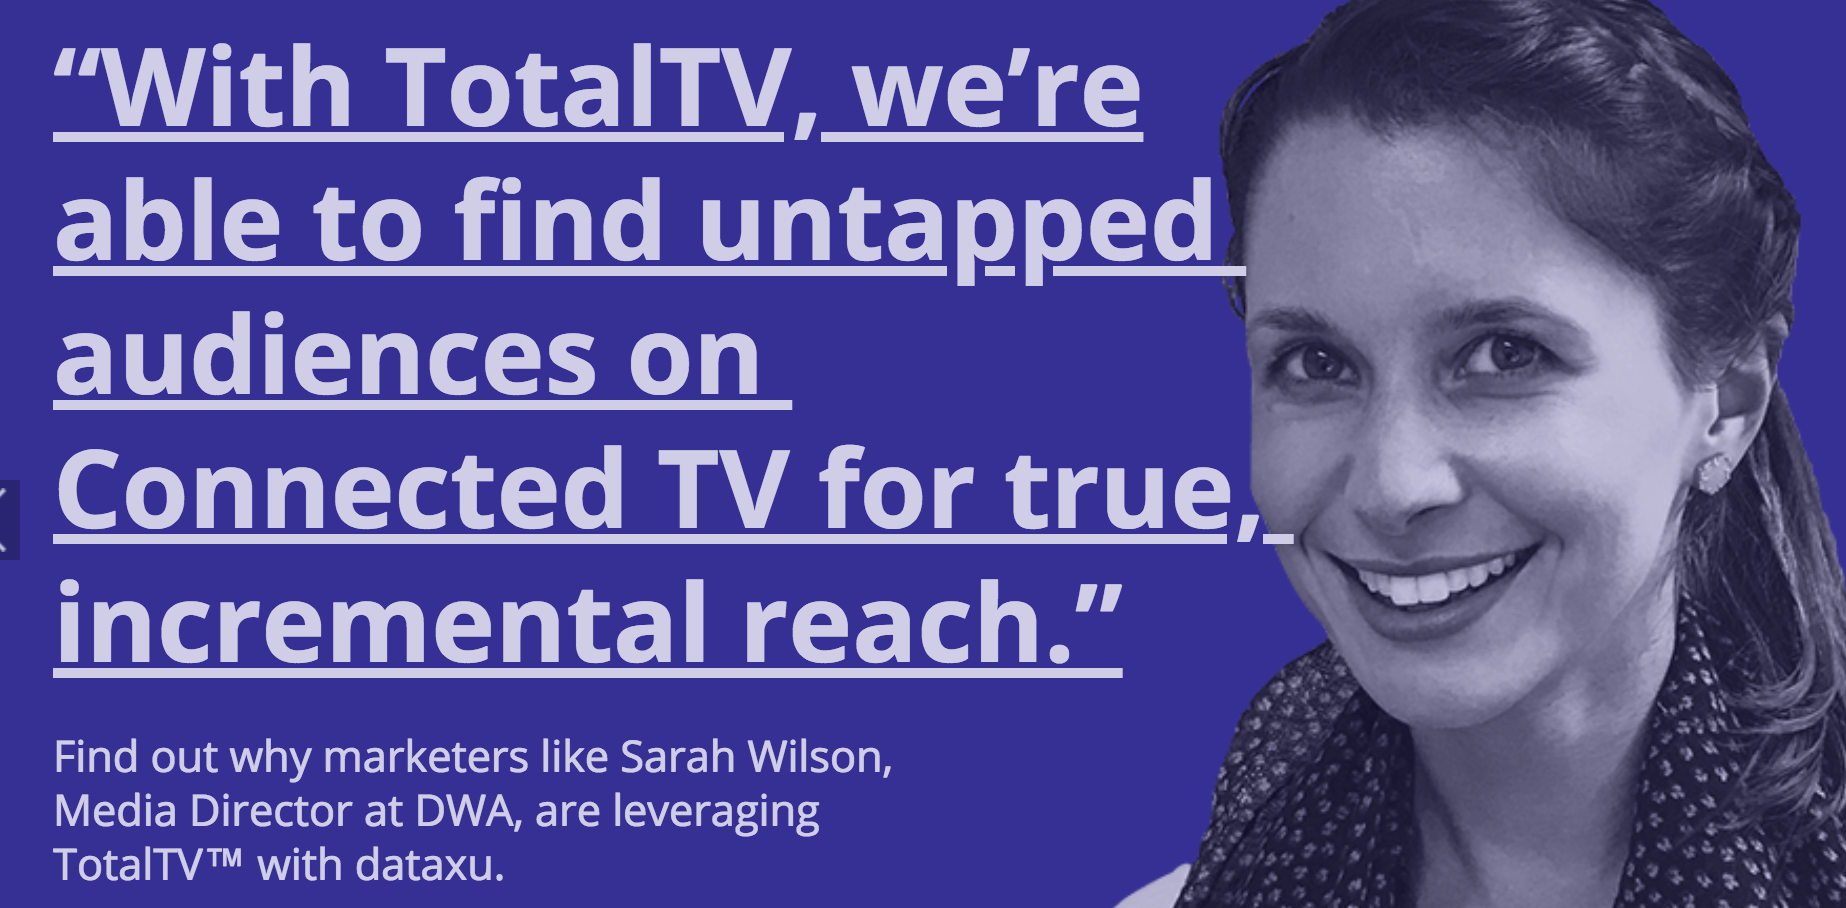 “With TotalTV, we’re
able to find untapped
audiences on
Connected TV for true,
incremental reach.”
Find out why marketers like Sarah Wilson,
Media Director at DWA, are leveraging
TotalTV™ with dataxu.